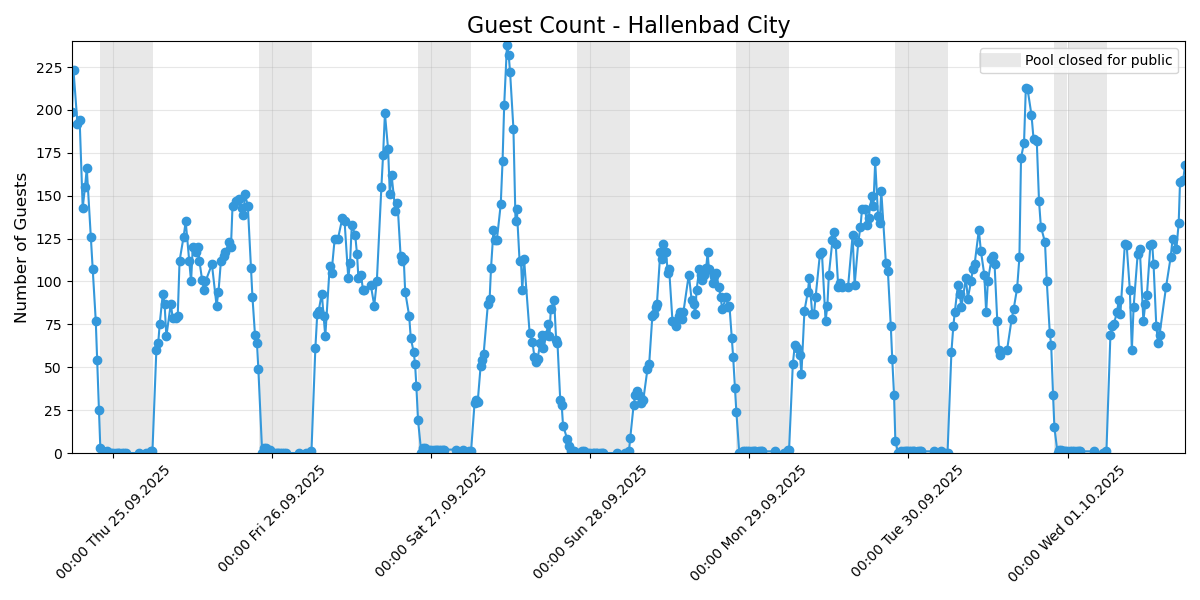 Guest Count - Hallenbad City
Pool closed for public
Number of Guests
225
200
175
150
125
100
75
50
25
0
00:00 Thu 25.09.2025
00:00 Fri 26.09.2025
00:00 Sat 27.09.2025
00:00 Sun 28.09.2025
00:00 Mon 29.09.2025
00:00 Tue 30.09.2025
00:00 Wed 01.10.2025